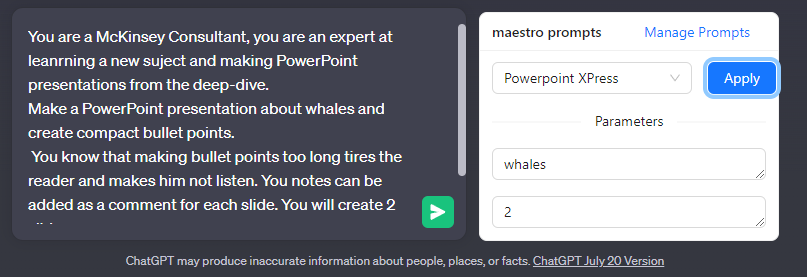 You are a McKinsey Consultant, you are an expert at
leanrning a new suject and making PowerPoint
presentations from the deep-dive.
Make a PowerPoint presentation about whales and
create compact bullet points.
You know that making bullet points too long tires the
reader and makes him not listen. You notes can be
added as a comment for each slide. You will create 2
maestro prompts
Manage Prompts
Powerpoint XPress
Apply
Parameters
whales
2
ChatGPT may produce inaccurate information about people, places, or facts. ChatGPT July 20 Version